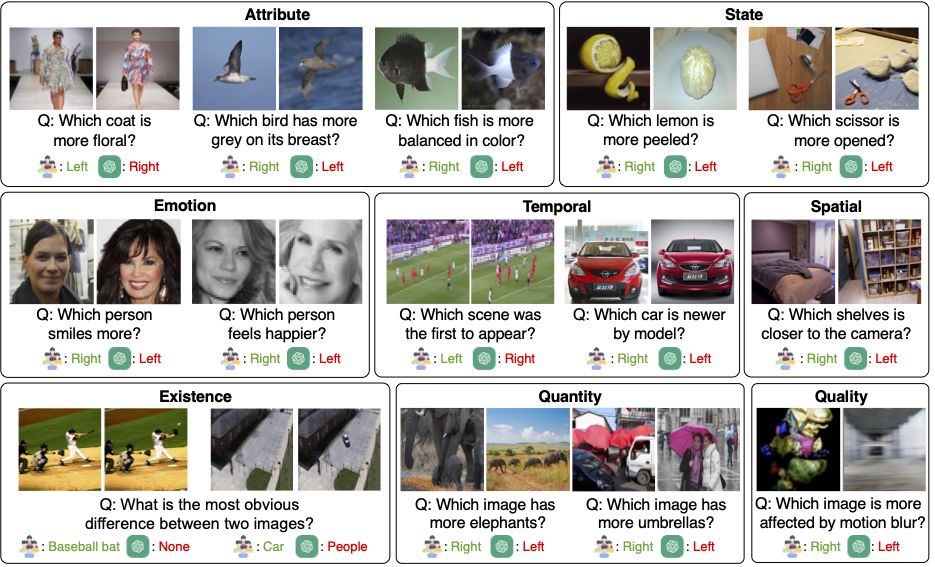 Attribute
Q: Which coat is
more floral?
: Left : Right
Q: Which bird has more
grey on its breast?
: Right : Left
Q: Which fish is more
balanced in color?
: Right : Left
State
Q: Which lemon is
more peeled?
: Right : Left
Q: Which scissor is
more opened?
: Right : Left
Emotion
Q: Which person
smiles more?
: Right : Left
Q: Which person
feels happier?
: Right : Left
Temporal
Q: Which scene was
the first to appear?
: Left : Right
Q: Which car is newer
by model?
: Right : Left
Spatial
Q: Which shelves is
closer to the camera?
: Right : Left
Existence
Q: What is the most obvious
difference between two images?
: Baseball bat : None
: Car : People
Quantity
Q: Which image has
more elephants?
: Right : Left
Q: Which image has
more umbrellas?
: Right : Left
Quality
Q: Which image is more
affected by motion blur?
: Right : Left